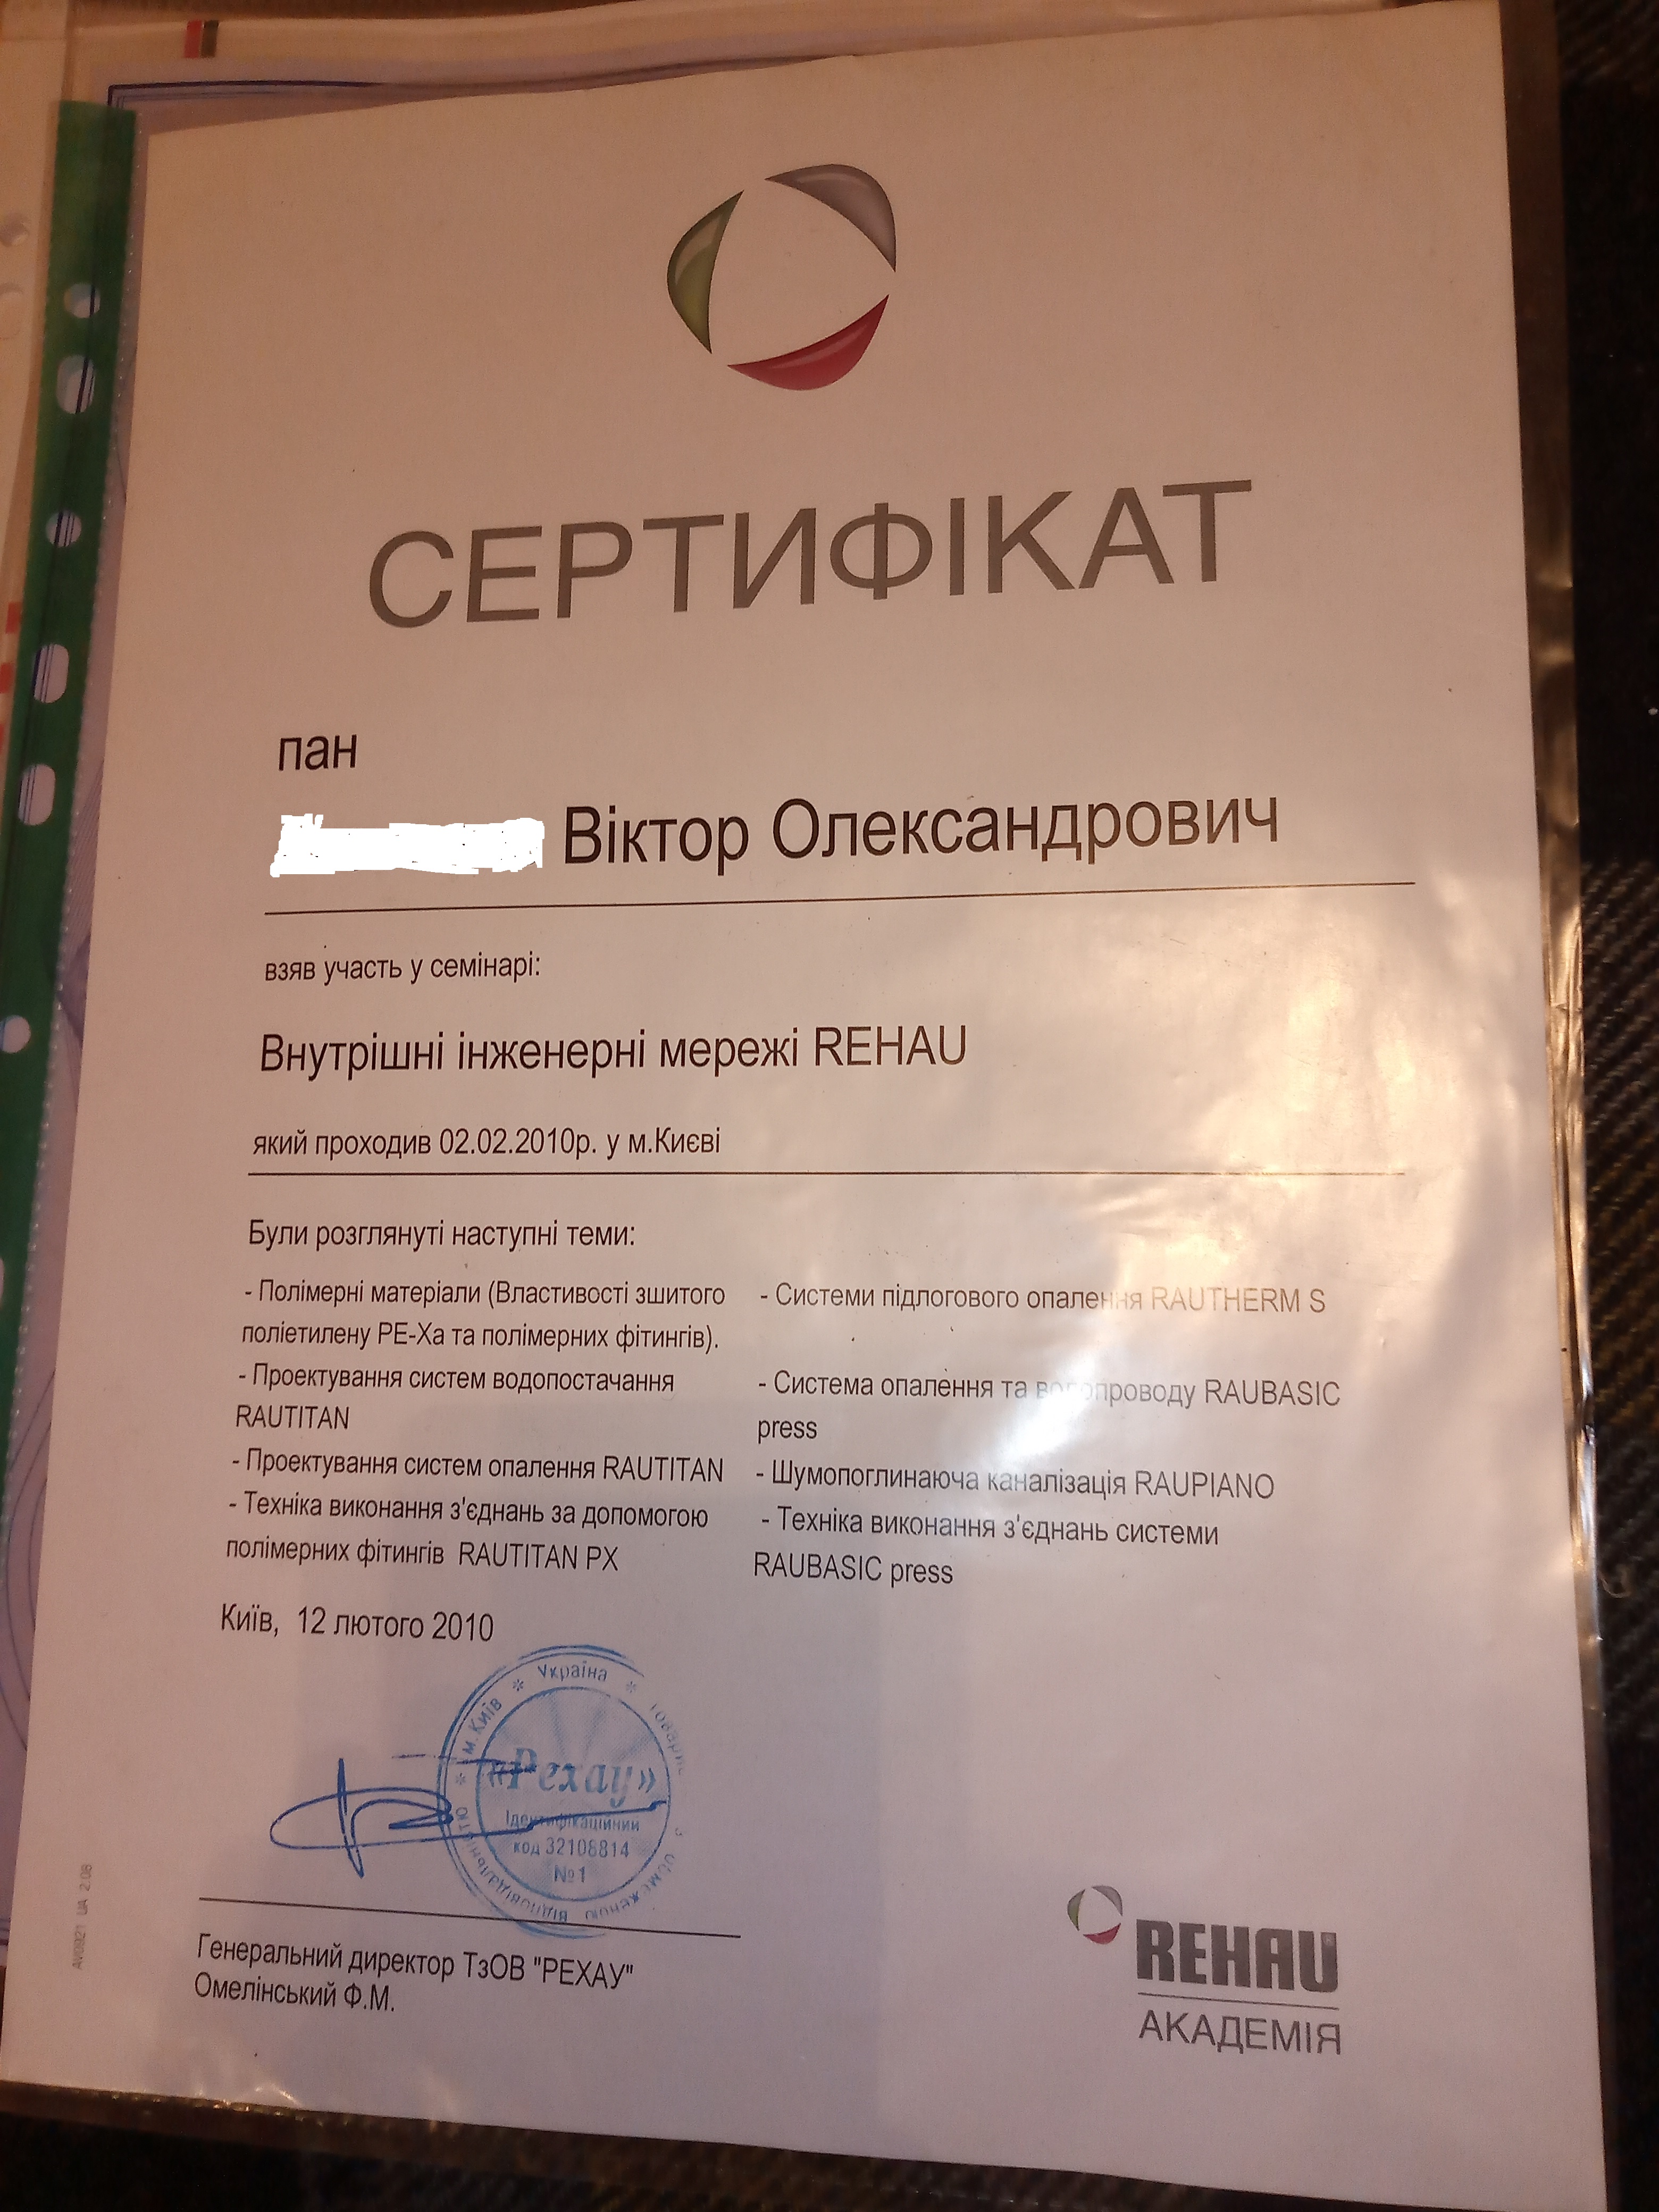 СЕРТИФІКАТ
пан
Віктор Олександрович
взяв участь у семінарі:
Внутрішні інженерні мережі REHAU
який проходив 02.02.2010р. у м.Києві
Були розглянуті наступні теми:
- Полімерні матеріали (Властивості зшитого
поліетилену PE-Xa та полімерних фітингів).
- Проектування систем водопостачання
RAUTITAN
- Проектування систем опалення RAUTITAN
- Техніка виконання з'єднань за допомогою
полімерних фітингів RAUTITAN PX
- Системи підлогового опалення RAUTHERM S
- Система опалення та водопроводу RAUBASIC
press
- Шумопоглинаюча каналізація RAUPIANO
- Техніка виконання з'єднань системи
RAUBASIC press
Київ, 12 лютого 2010
м.Київ * Україна *
відповідальністю
«Рехау»
Ідентифікаційний
код 32108814
№1
Генеральний директор ТзОВ "РЕХАУ"
Омелінський Ф.М.
REHAU
АКАДЕМІЯ
UA 2.08